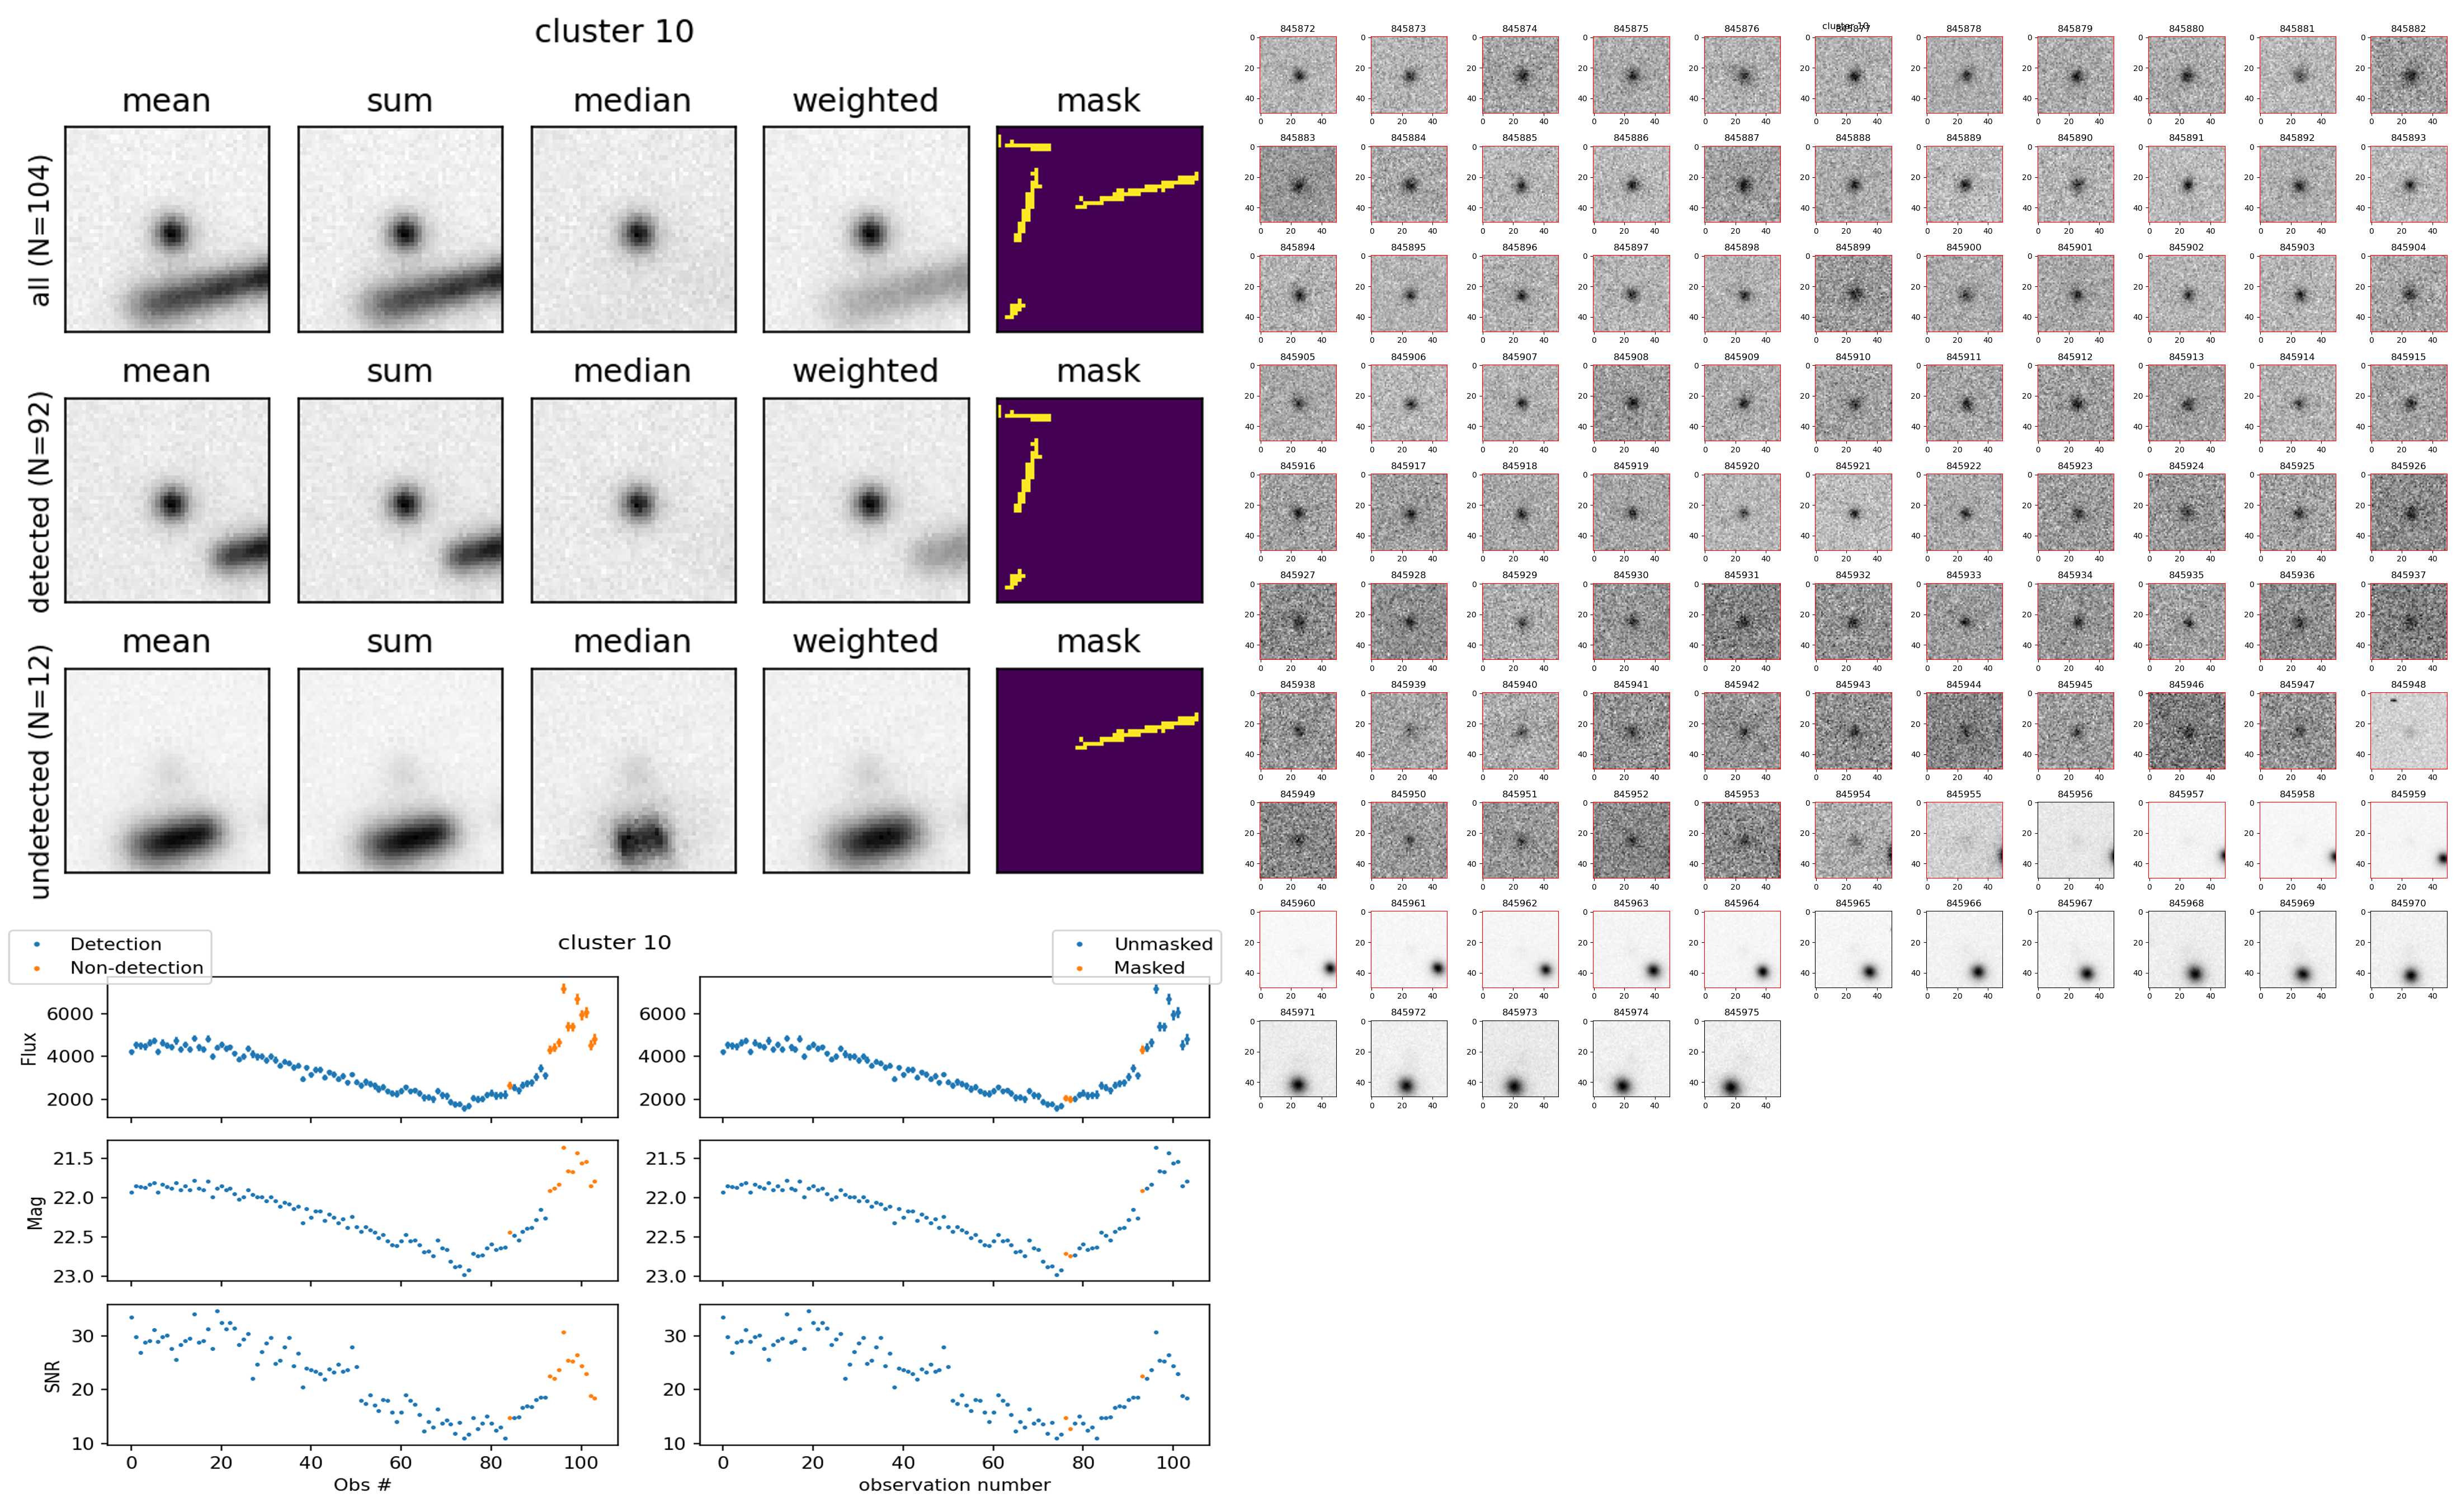 cluster 10
mean sum median weighted mask
all (N=104)
mean sum median weighted mask
detected (N=92)
mean sum median weighted mask
undetected (N=12)
Detection
Non-detection
cluster 10
Unmasked
Masked
Flux
6000
4000
2000
6000
4000
2000
Mag
21.5
22.0
22.5
23.0
21.5
22.0
22.5
23.0
SNR
30
20
10
30
20
10
0 20 40 60 80 100
Obs #
0 20 40 60 80 100
observation number
cluster 10
845872 845873 845874 845875 845876 845877 845878 845879 845880 845881 845882
845883 845884 845885 845886 845887 845888 845889 845890 845891 845892 845893
845894 845895 845896 845897 845898 845899 845900 845901 845902 845903 845904
845905 845906 845907 845908 845909 845910 845911 845912 845913 845914 845915
845916 845917 845918 845919 845920 845921 845922 845923 845924 845925 845926
845927 845928 845929 845930 845931 845932 845933 845934 845935 845936 845937
845938 845939 845940 845941 845942 845943 845944 845945 845946 845947 845948
845949 845950 845951 845952 845953 845954 845955 845956 845957 845958 845959
845960 845961 845962 845963 845964 845965 845966 845967 845968 845969 845970
845971 845972 845973 845974 845975